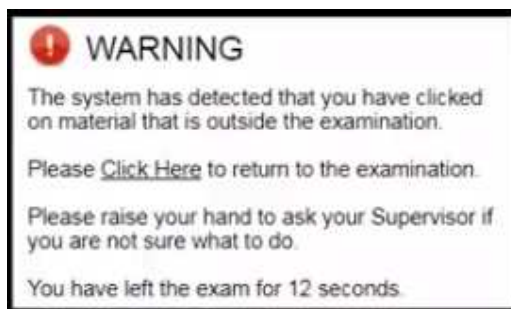 WARNING
The system has detected that you have clicked
on material that is outside the examination.
Please Click Here to return to the examination.
Please raise your hand to ask your Supervisor if
you are not sure what to do.
You have left the exam for 12 seconds.